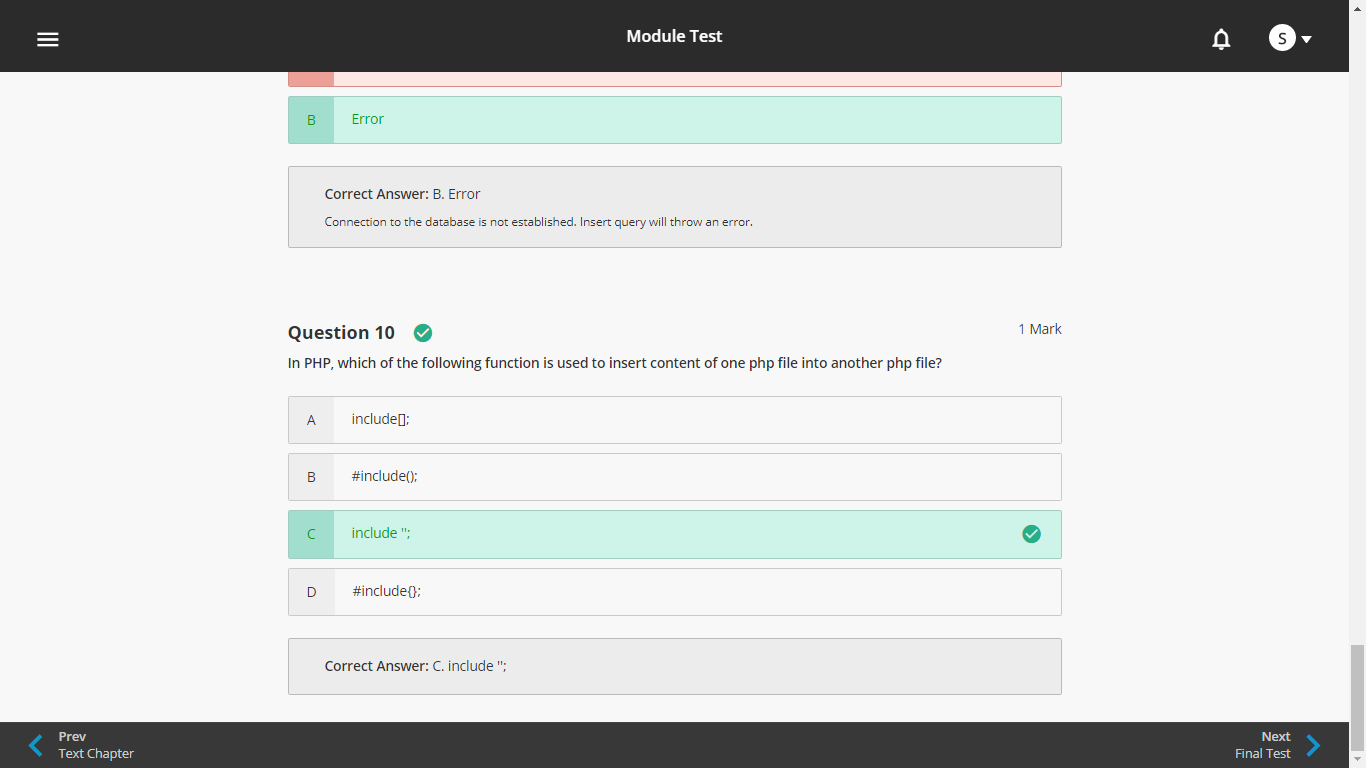 Module Test
S
B Error
Correct Answer: B. Error
Connection to the database is not established. Insert query will throw an error.
Question 10
1 Mark
In PHP, which of the following function is used to insert content of one php file into another php file?
A include[];
B #include();
C include '';
D #include{};
Correct Answer: C. include '';
Prev
Text Chapter
Next
Final Test